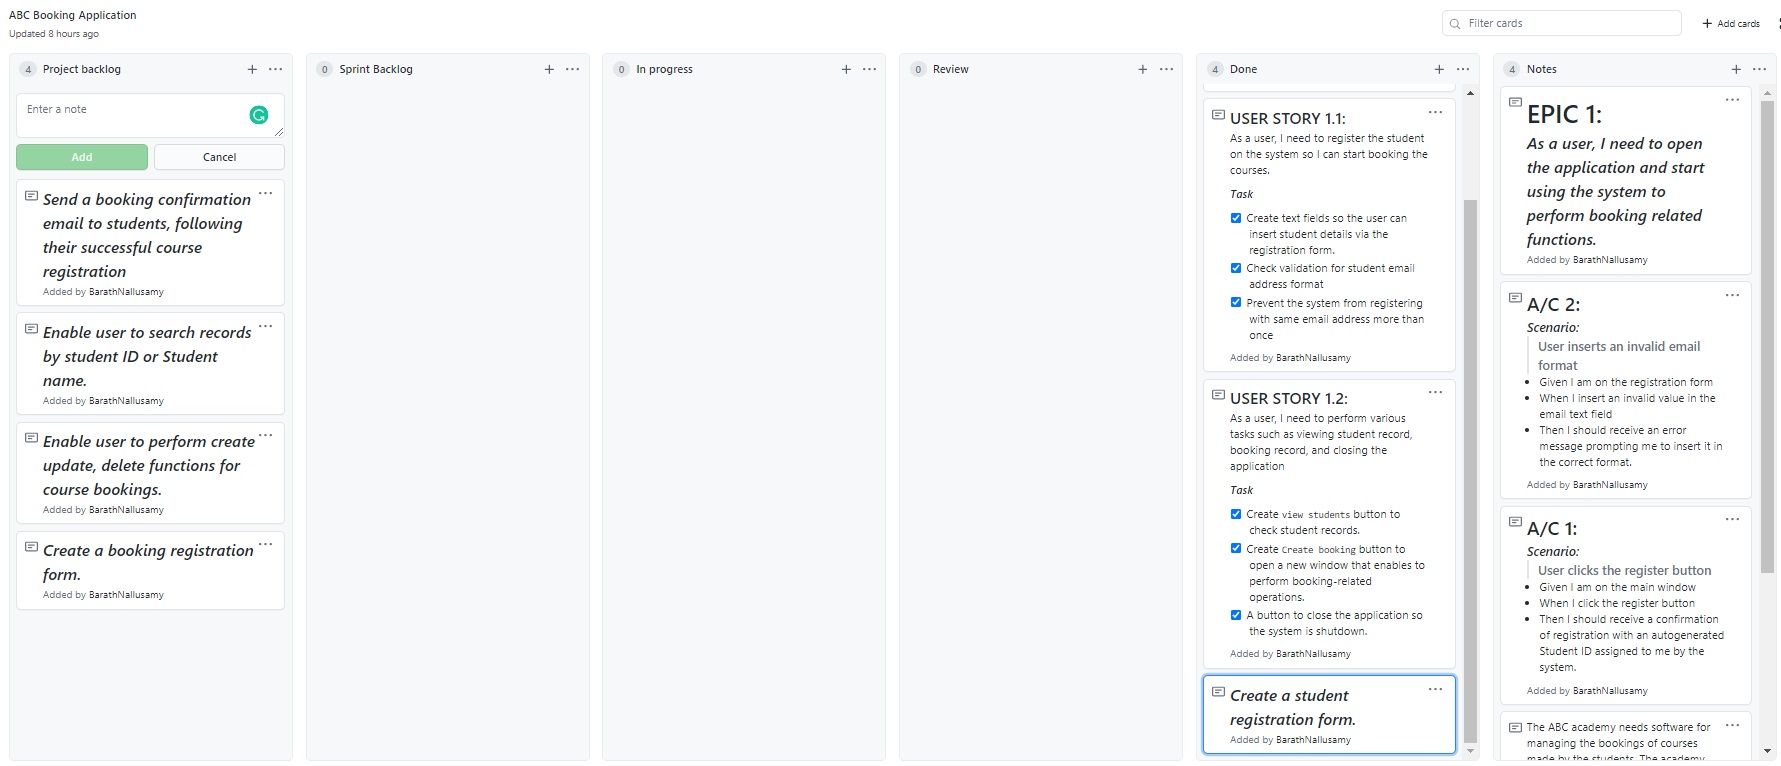 ABC Booking Application
Updated 8 hours ago
Filter cards
+ Add cards
4 Project backlog
Enter a note
Add
Cancel
Send a booking confirmation
email to students, following
their successful course
registration
Added by BarathNallusamy
Enable user to search records
by student ID or Student
name.
Added by BarathNallusamy
Enable user to perform create
update, delete functions for
course bookings.
Added by BarathNallusamy
Create a booking registration
form.
Added by BarathNallusamy
0 Sprint Backlog
0 In progress
0 Review
4 Done
USER STORY 1.1:
As a user, I need to register the student
on the system so I can start booking the
courses.
Task
Create text fields so the user can
insert student details via the
registration form.
Check validation for student email
address format
Prevent the system from registering
with same email address more than
once
Added by BarathNallusamy
USER STORY 1.2:
As a user, I need to perform various
tasks such as viewing student record,
booking record, and closing the
application
Task
Create view students button to
check student records.
Create Create booking button to
open a new window that enables to
perform booking-related
operations.
A button to close the application so
the system is shutdown.
Added by BarathNallusamy
Create a student
registration form.
Added by BarathNallusamy
4 Notes
EPIC 1:
As a user, I need to open
the application and start
using the system to
perform booking related
functions.
Added by BarathNallusamy
A/C 2:
Scenario:
User inserts an invalid email
format
Given I am on the registration form
When I insert an invalid value in the
email text field
Then I should receive an error
message prompting me to insert it in
the correct format.
Added by BarathNallusamy
A/C 1:
Scenario:
User clicks the register button
Given I am on the main window
When I click the register button
Then I should receive a confirmation
of registration with an autogenerated
Student ID assigned to me by the
system.
Added by BarathNallusamy
The ABC academy needs software for
managing the bookings of courses
made by the students. The academy